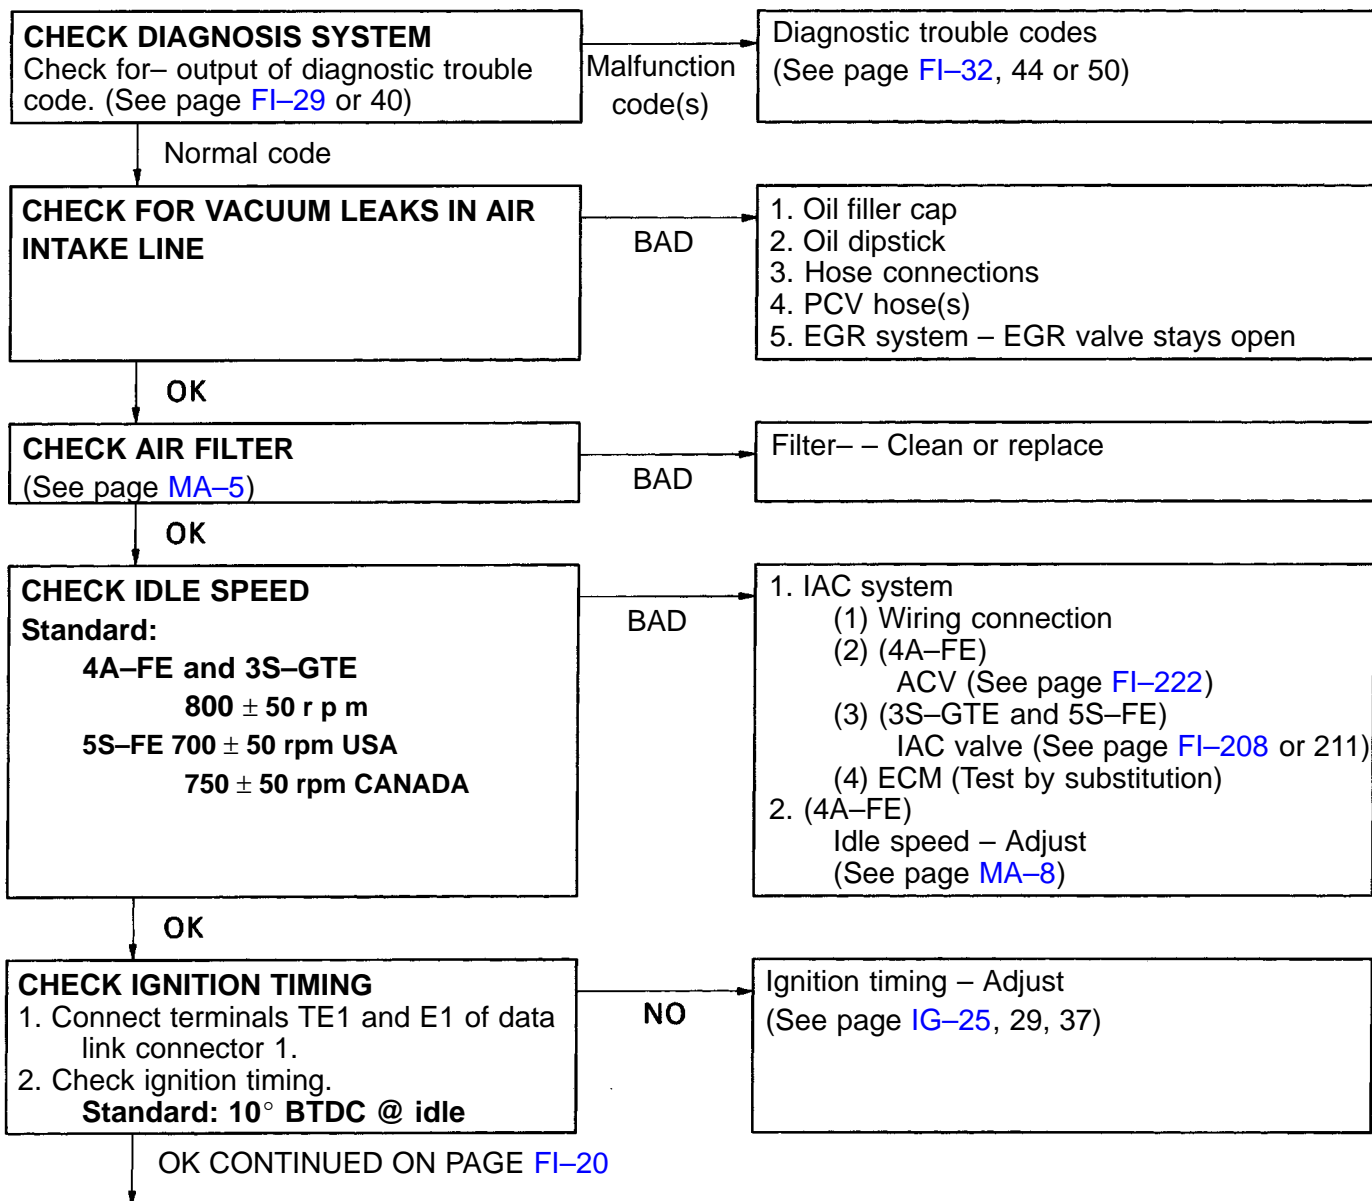 CHECK DIAGNOSIS SYSTEM
Check for– output of diagnostic trouble
code. (See page FI–29 or 40)
Malfunction
code(s)
Diagnostic trouble codes
(See page FI–32, 44 or 50)
Normal code
CHECK FOR VACUUM LEAKS IN AIR
INTAKE LINE
BAD
1. Oil filler cap
2. Oil dipstick
3. Hose connections
4. PCV hose(s)
5. EGR system – EGR valve stays open
OK
CHECK AIR FILTER
(See page MA–5)
BAD
Filter– – Clean or replace
OK
CHECK IDLE SPEED
Standard:
4A–FE and 3S–GTE
800 ± 50 r p m
5S–FE 700 ± 50 rpm USA
750 ± 50 rpm CANADA
BAD
1. IAC system
(1) Wiring connection
(2) (4A–FE)
ACV (See page FI–222)
(3) (3S–GTE and 5S–FE)
IAC valve (See page FI–208 or 211)
(4) ECM (Test by substitution)
2. (4A–FE)
Idle speed – Adjust
(See page MA–8)
OK
CHECK IGNITION TIMING
1. Connect terminals TE1 and E1 of data
link connector 1.
2. Check ignition timing.
Standard: 10° BTDC @ idle
NO
Ignition timing – Adjust
(See page IG–25, 29, 37)
OK CONTINUED ON PAGE FI–20